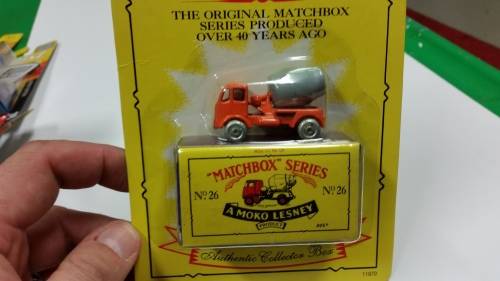 THE ORIGINAL MATCHBOX
SERIES PRODUCED
OVER 40 YEARS AGO
"MATCHBOX" SERIES
Nº 26
Nº 26
A MOKO LESNEY
PRODUCT
Authentic Collector Box